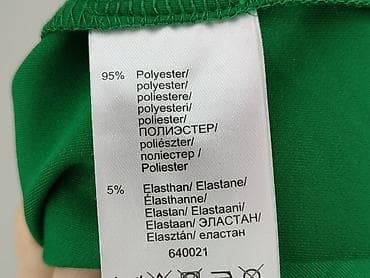 95% Polyester/
polyester/
poliestere/
polyesteri/
poliester/
ПОЛИЭСТЕР/
poliészter/
поліестер /
Poliester
5% Elasthan/ Elastane/
Élasthanne/
Elastan/ Elastaani/
Elastaan/ ЭЛАСТАН/
Elasztán/ еластан
640021